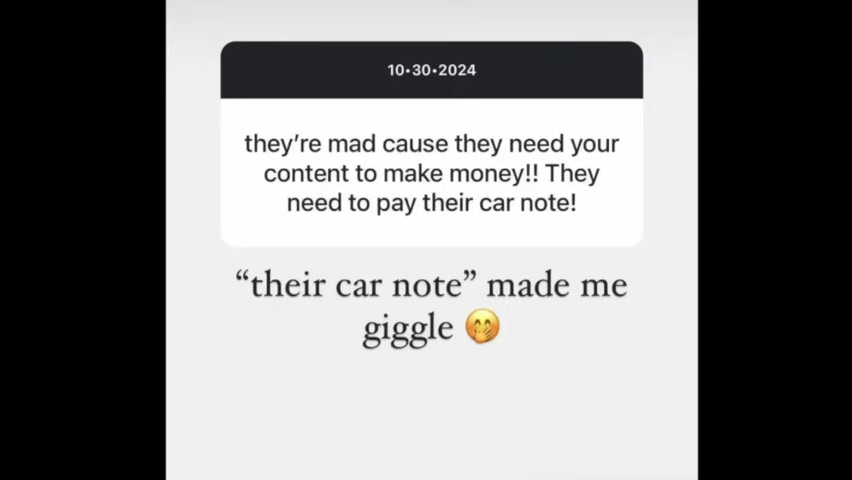 10•30•2024
they’re mad cause they need your
content to make money!! They
need to pay their car note!
“their car note” made me
giggle 🤭